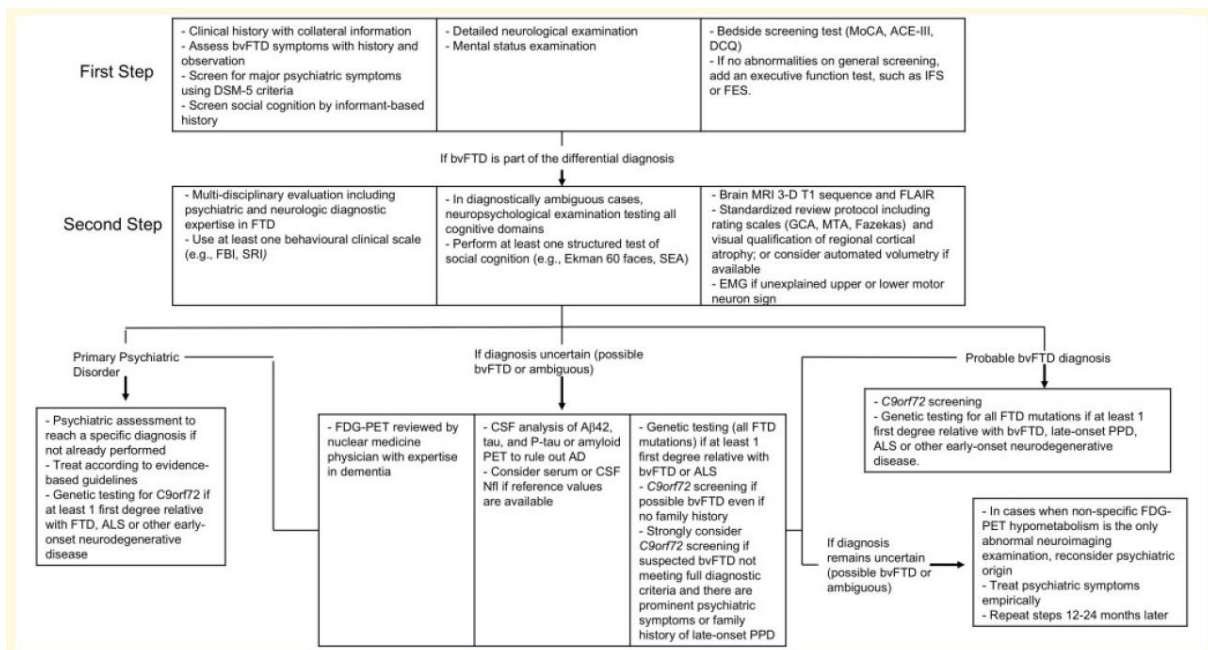 First Step
- Clinical history with collateral information
- Assess bvFTD symptoms with history and
observation
- Screen for major psychiatric symptoms
using DSM-5 criteria
- Screen social cognition by informant-based
history
- Detailed neurological examination
- Mental status examination
- Bedside screening test (MoCA, ACE-III,
DCQ)
- If no abnormalities on general screening,
add an executive function test, such as IFS
or FES.
If bvFTD is part of the differential diagnosis
Second Step
- Multi-disciplinary evaluation including
psychiatric and neurologic diagnostic
expertise in FTD
- Use at least one behavioural clinical scale
(e.g., FBI, SRI)
- In diagnostically ambiguous cases,
neuropsychological examination testing all
cognitive domains
- Perform at least one structured test of
social cognition (e.g., Ekman 60 faces, SEA)
- Brain MRI 3-D T1 sequence and FLAIR
- Standardized review protocol including
rating scales (GCA, MTA, Fazekas) and
visual qualification of regional cortical
atrophy; or consider automated volumetry if
available
- EMG if unexplained upper or lower motor
neuron sign
Primary Psychiatric
Disorder
If diagnosis uncertain (possible
bvFTD or ambiguous)
Probable bvFTD diagnosis
- Psychiatric assessment to
reach a specific diagnosis if
not already performed
- Treat according to evidence-
based guidelines
- Genetic testing for C9orf72 if
at least 1 first degree relative
with FTD, ALS or other early-
onset neurodegenerative
disease
- FDG-PET reviewed by
nuclear medicine
physician with expertise
in dementia
- CSF analysis of Aβ42,
tau, and P-tau or amyloid
PET to rule out AD
- Consider serum or CSF
Nfl if reference values
are available
- Genetic testing (all FTD
mutations) if at least 1
first degree relative with
bvFTD or ALS
- C9orf72 screening if
possible bvFTD even if
no family history
- Strongly consider
C9orf72 screening if
suspected bvFTD not
meeting full diagnostic
criteria and there are
prominent psychiatric
symptoms or family
history of late-onset PPD
- C9orf72 screening
- Genetic testing for all FTD mutations if at least 1
first degree relative with bvFTD, late-onset PPD,
ALS or other early-onset neurodegenerative
disease.
If diagnosis
remains uncertain
(possible bvFTD or
ambiguous)
- In cases when non-specific FDG-
PET hypometabolism is the only
abnormal neuroimaging
examination, reconsider psychiatric
origin
- Treat psychiatric symptoms
empirically
- Repeat steps 12-24 months later